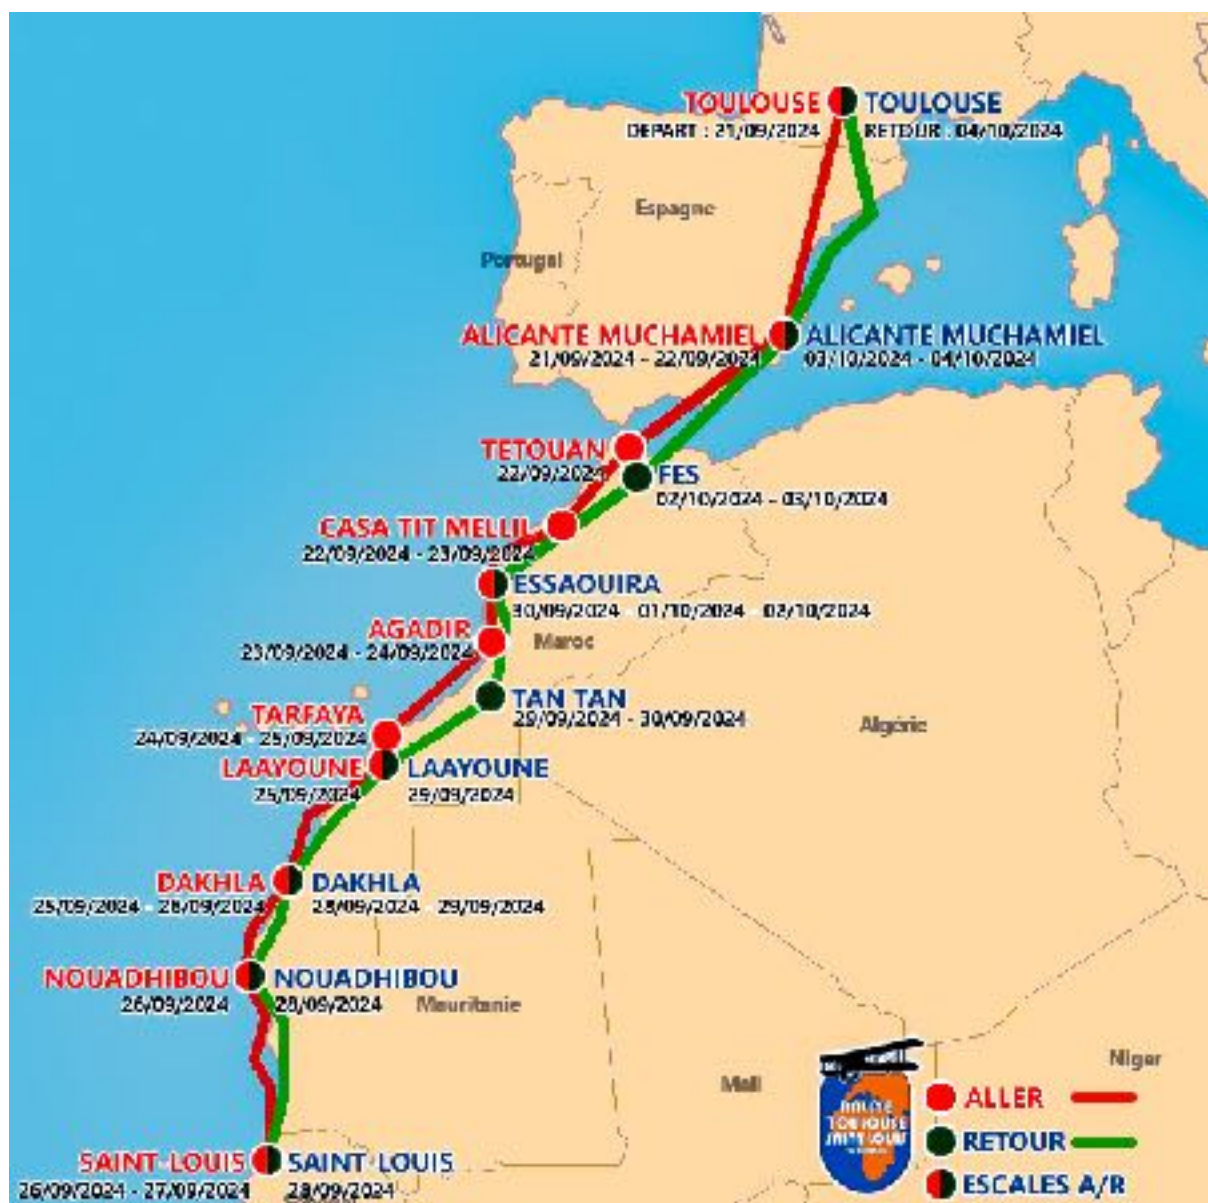 TOULOUSE TOULOUSE
DEPART : 21/09/2024 RETOUR : 04/10/2024
Espagne
Portugal
ALICANTE MUCHAMIEL ALICANTE MUCHAMIEL
21/09/2024 - 22/09/2024 03/10/2024 - 04/10/2024
TETOUAN
22/09/2024
FES
02/10/2024 - 03/10/2024
CASA TIT MELLIL
22/09/2024 - 23/09/2024
ESSAOUIRA
30/09/2024 - 01/10/2024 - 02/10/2024
AGADIR
23/09/2024 - 24/09/2024
Maroc
TAN TAN
29/09/2024 - 30/09/2024
TARFAYA
24/09/2024 - 25/09/2024
Algérie
LAAYOUNE LAAYOUNE
25/09/2024 29/09/2024
DAKHLA DAKHLA
25/09/2024 - 26/09/2024 28/09/2024 - 29/09/2024
NOUADHIBOU NOUADHIBOU
26/09/2024 28/09/2024
Mauritanie
Mali
Niger
RALLYE
TOULOUSE
SAINT LOUIS
ALLER
RETOUR
ESCALES A/R
SAINT-LOUIS SAINT-LOUIS
26/09/2024 - 27/09/2024 28/09/2024